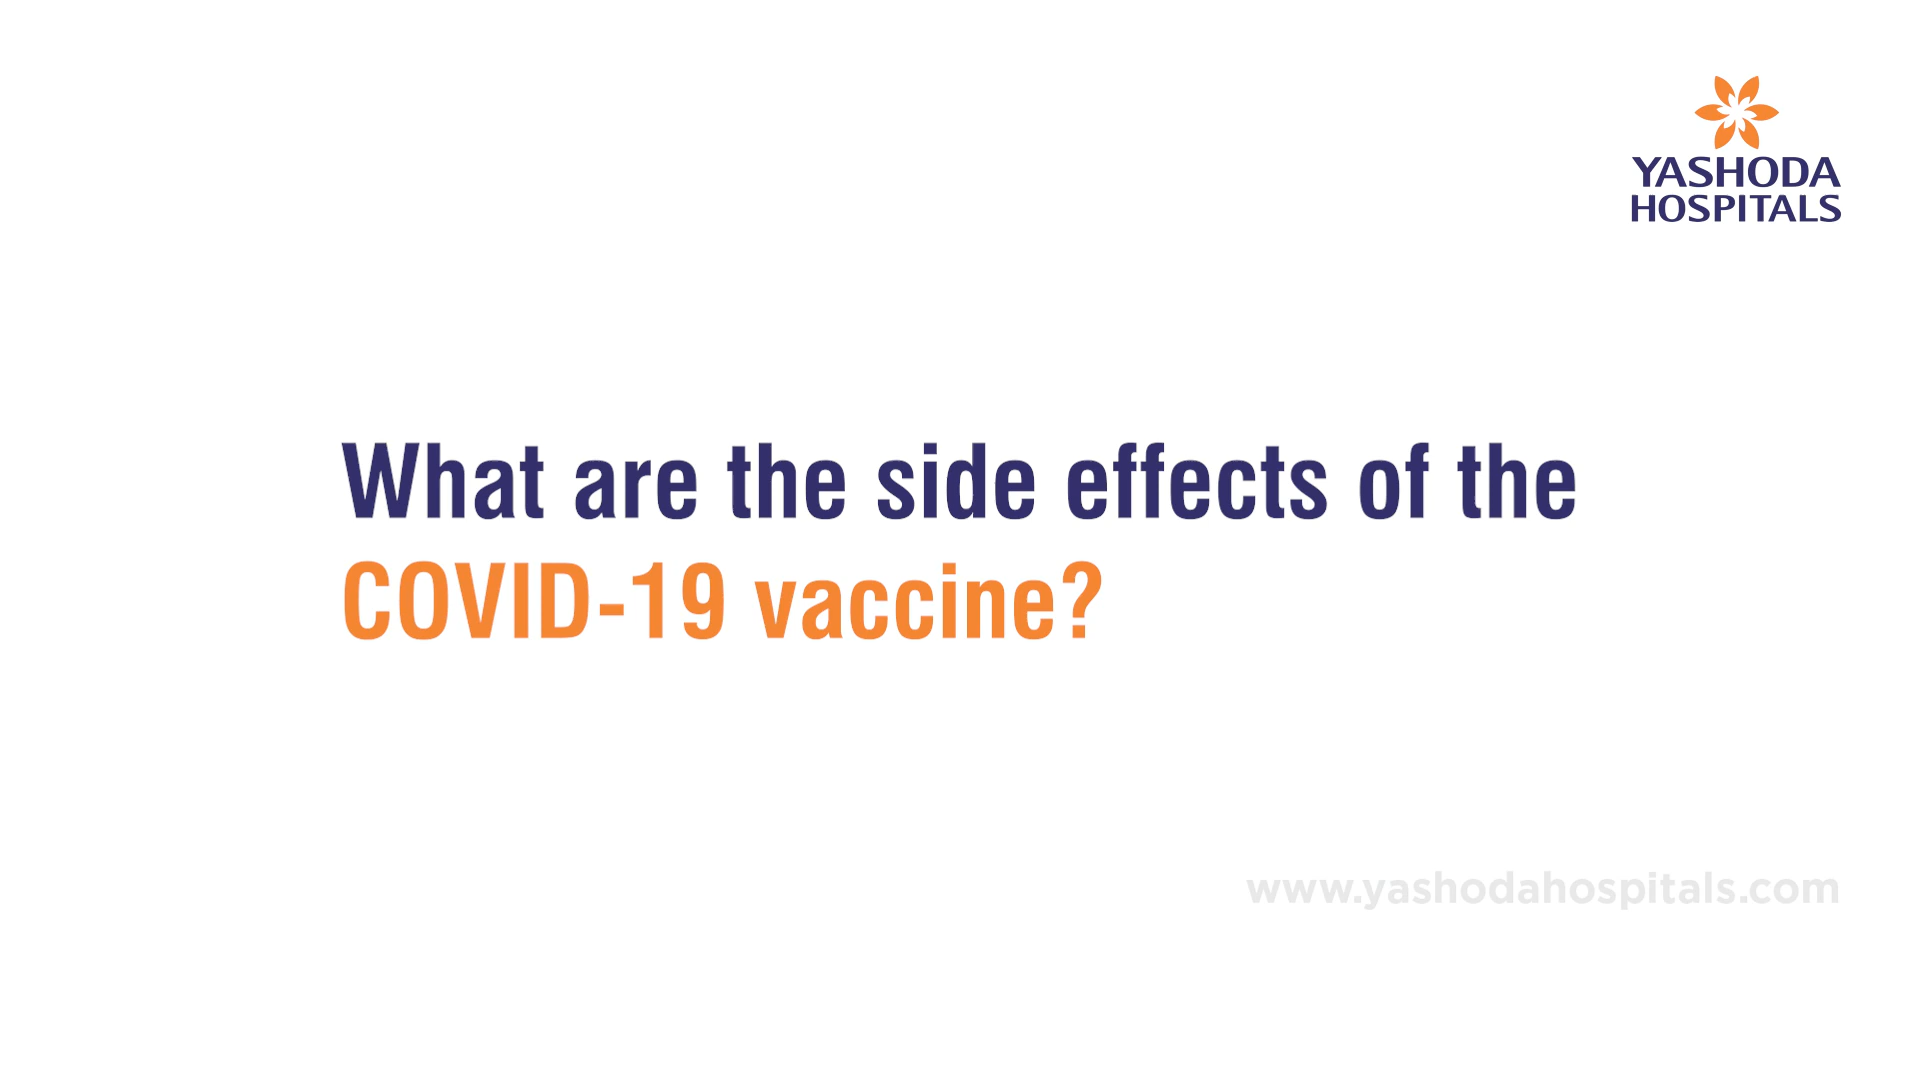 YASHODA
HOSPITALS
What are the side effects of the
COVID-19 vaccine?
www.yashodahospitals.com